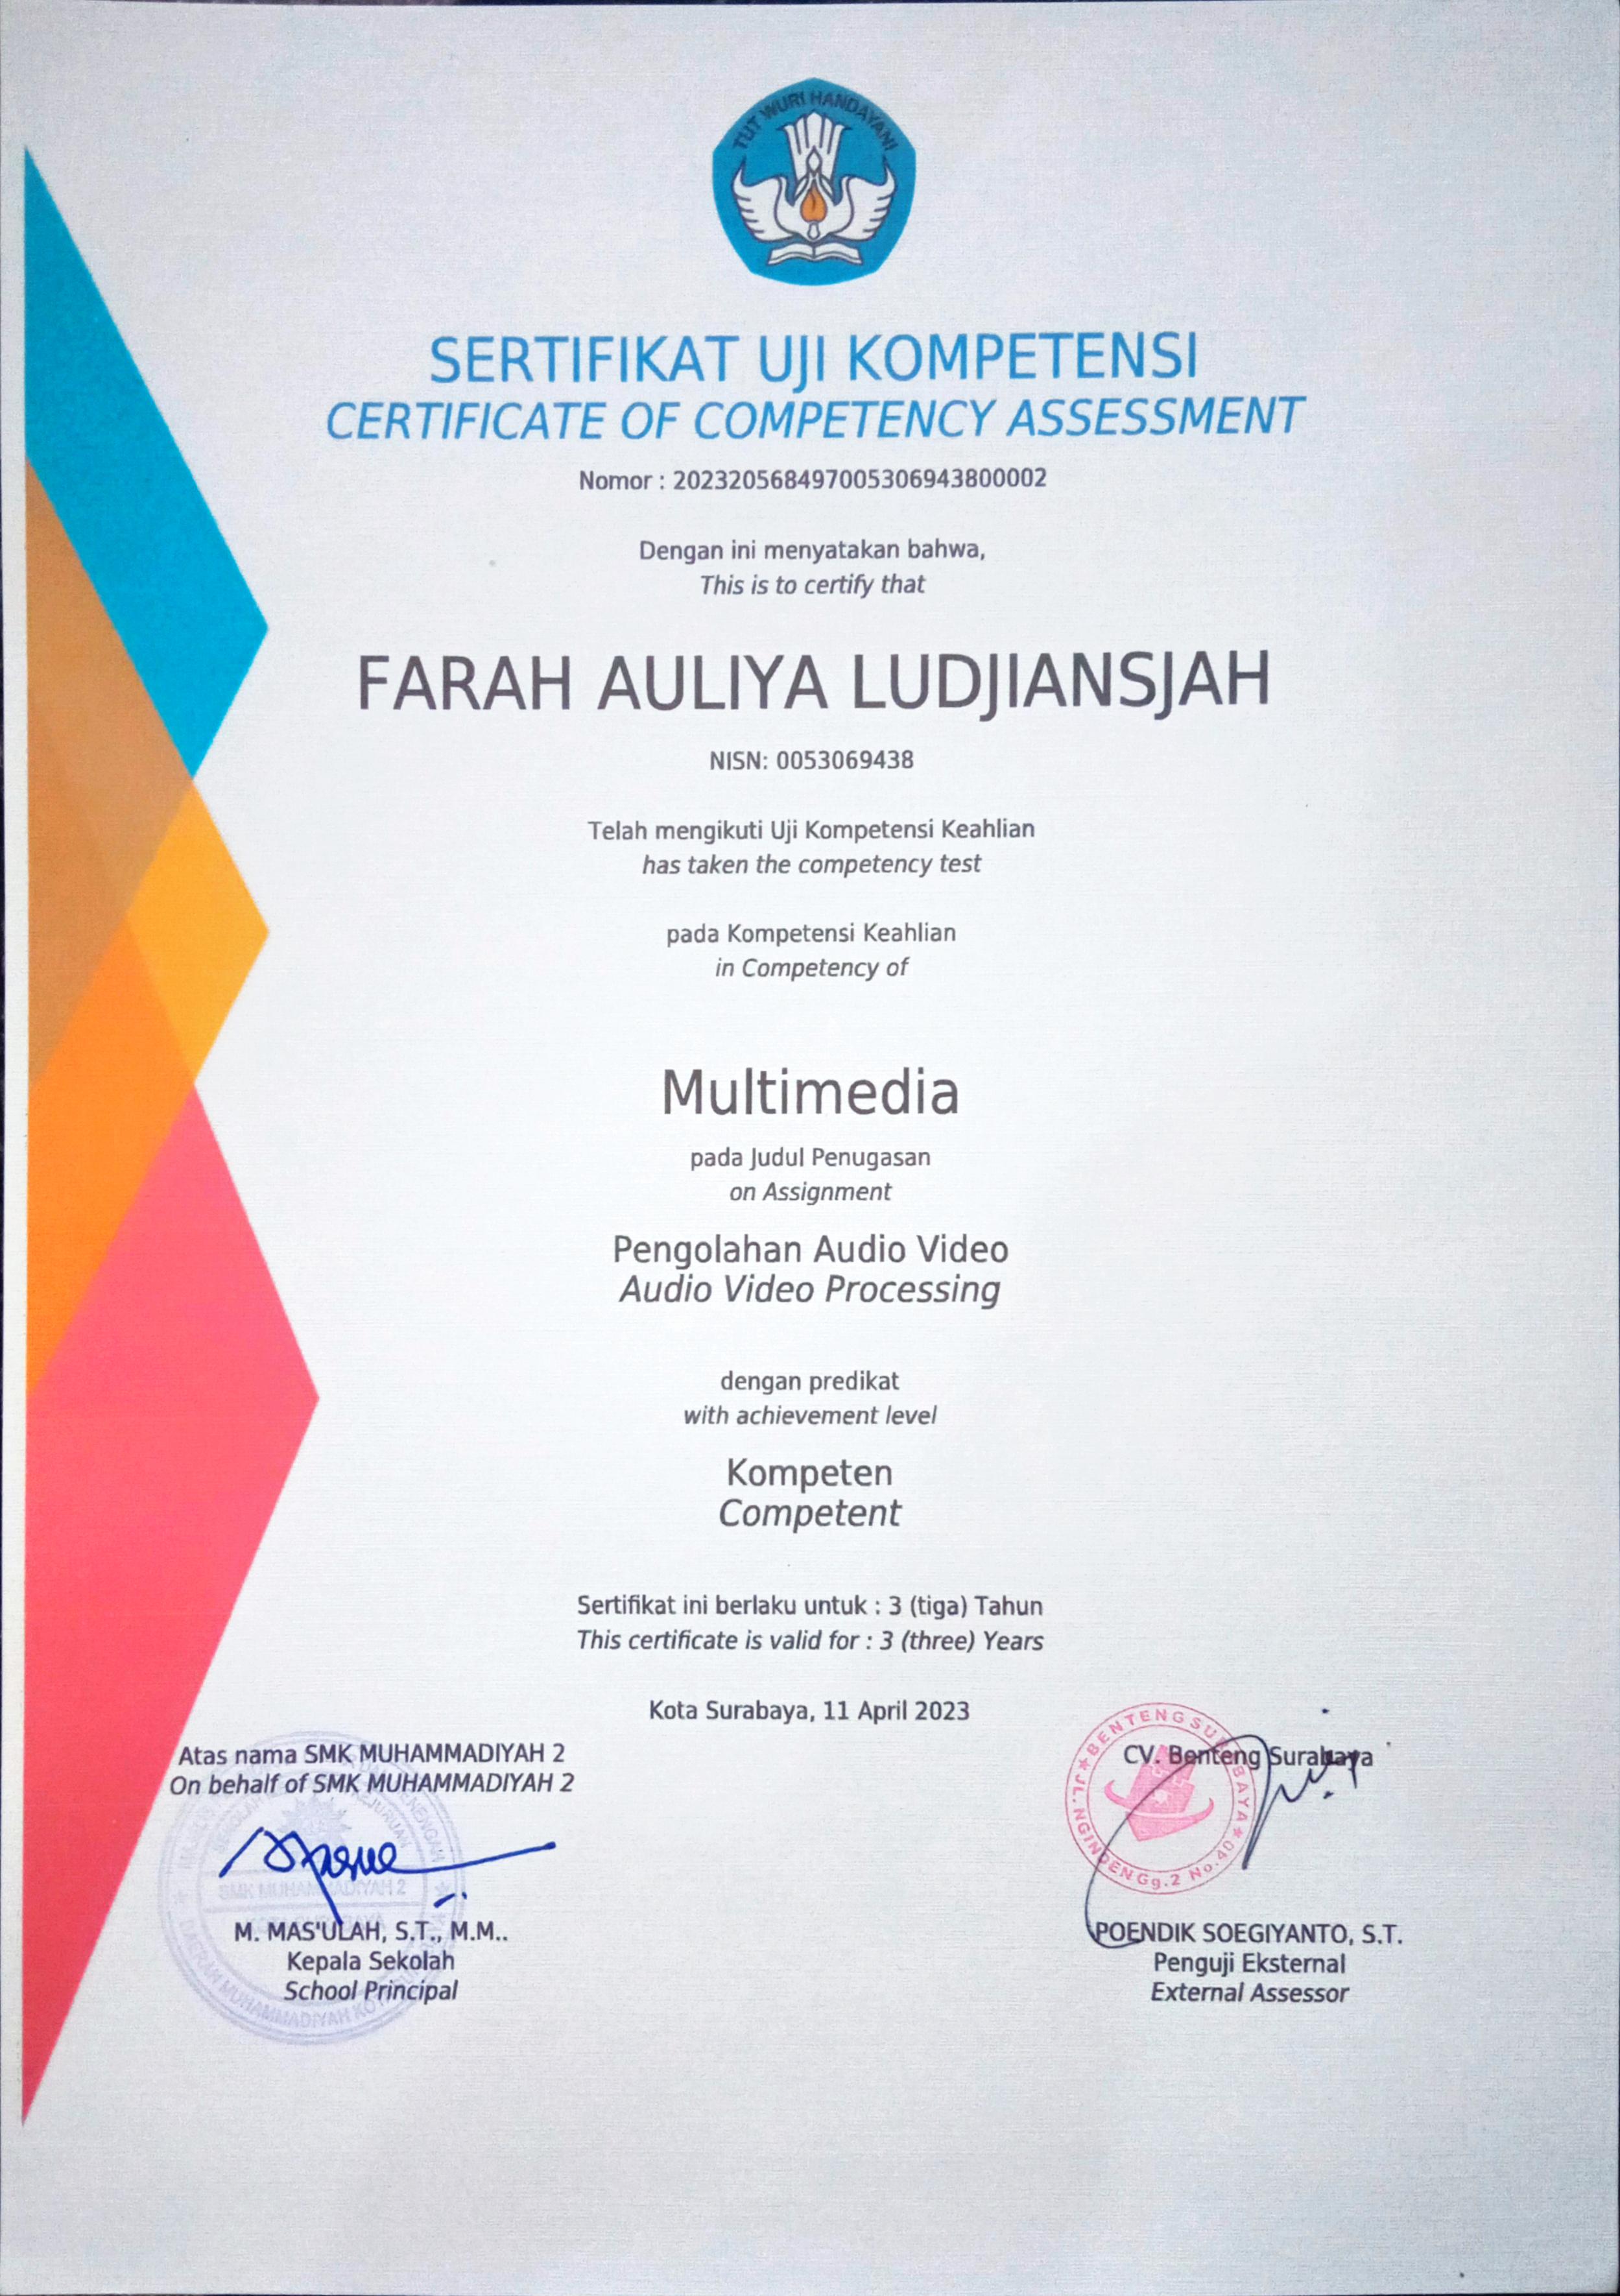 TUT WURI HANDAYANI
SERTIFIKAT UJI KOMPETENSI
CERTIFICATE OF COMPETENCY ASSESSMENT
Nomor : 202320568497005306943800002
Dengan ini menyatakan bahwa,
This is to certify that
FARAH AULIYA LUDJIANSJAH
NISN: 0053069438
Telah mengikuti Uji Kompetensi Keahlian
has taken the competency test
pada Kompetensi Keahlian
in Competency of
Multimedia
pada Judul Penugasan
on Assignment
Pengolahan Audio Video
Audio Video Processing
dengan predikat
with achievement level
Kompeten
Competent
Sertifikat ini berlaku untuk : 3 (tiga) Tahun
This certificate is valid for : 3 (three) Years
Kota Surabaya, 11 April 2023
Atas nama SMK MUHAMMADIYAH 2
On behalf of SMK MUHAMMADIYAH 2
SMK MUHAMMADIYAH 2
M. MAS'ULAH, S.T., M.M..
Kepala Sekolah
School Principal
CV. Benteng Surabaya
BENTENG SURABAYA
JL. NGINDEN Gg.2 No.40
POENDIK SOEGIYANTO, S.T.
Penguji Eksternal
External Assessor